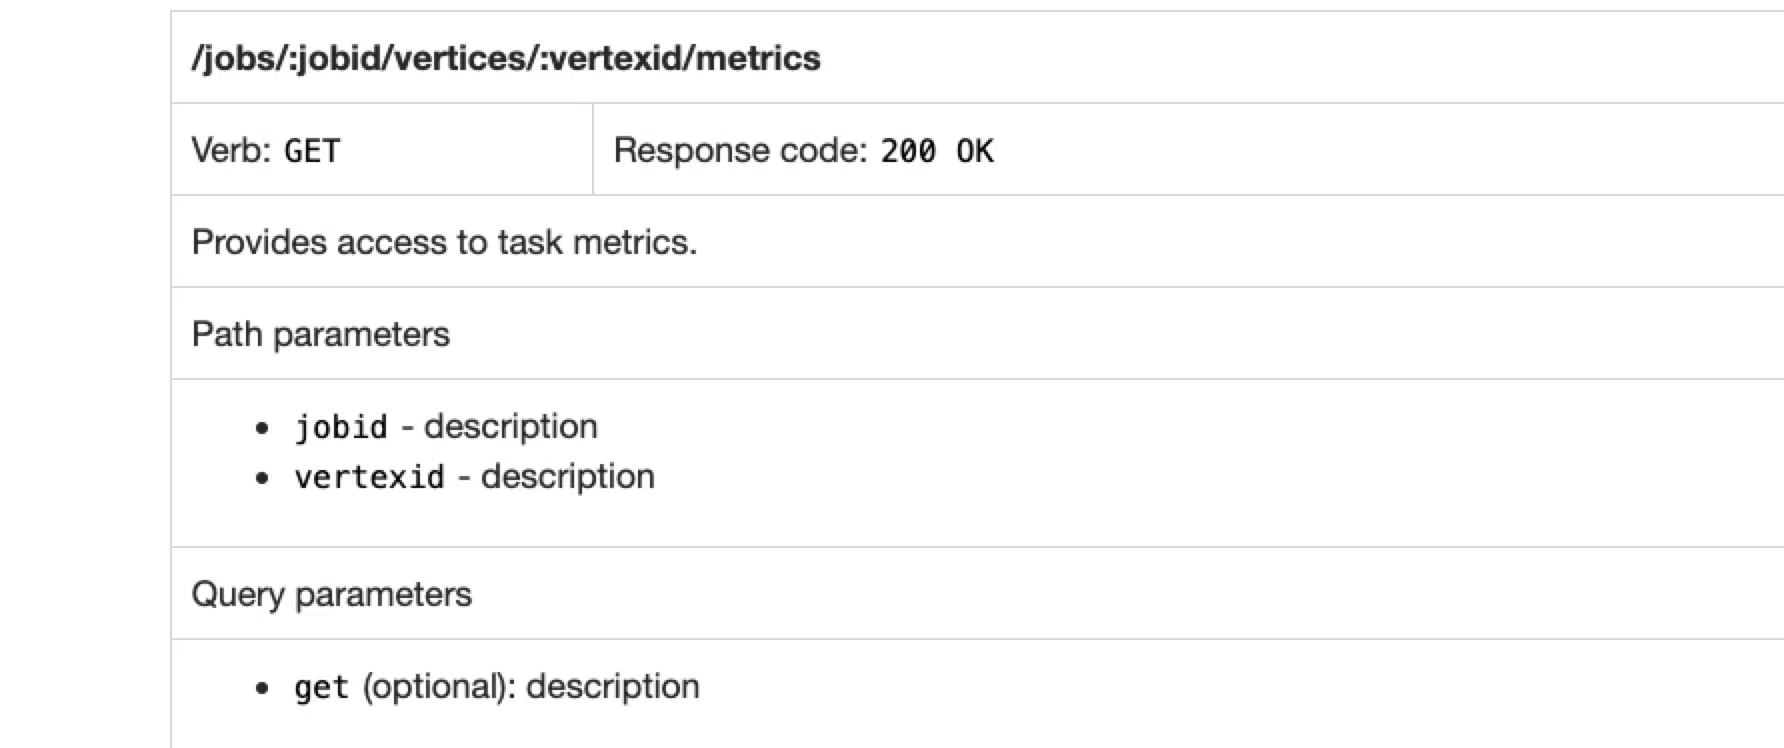 /jobs/:jobid/vertices/:vertexid/metrics
Verb: GET Response code: 200 OK
Provides access to task metrics.
Path parameters
• jobid - description
• vertexid - description
Query parameters
• get (optional): description